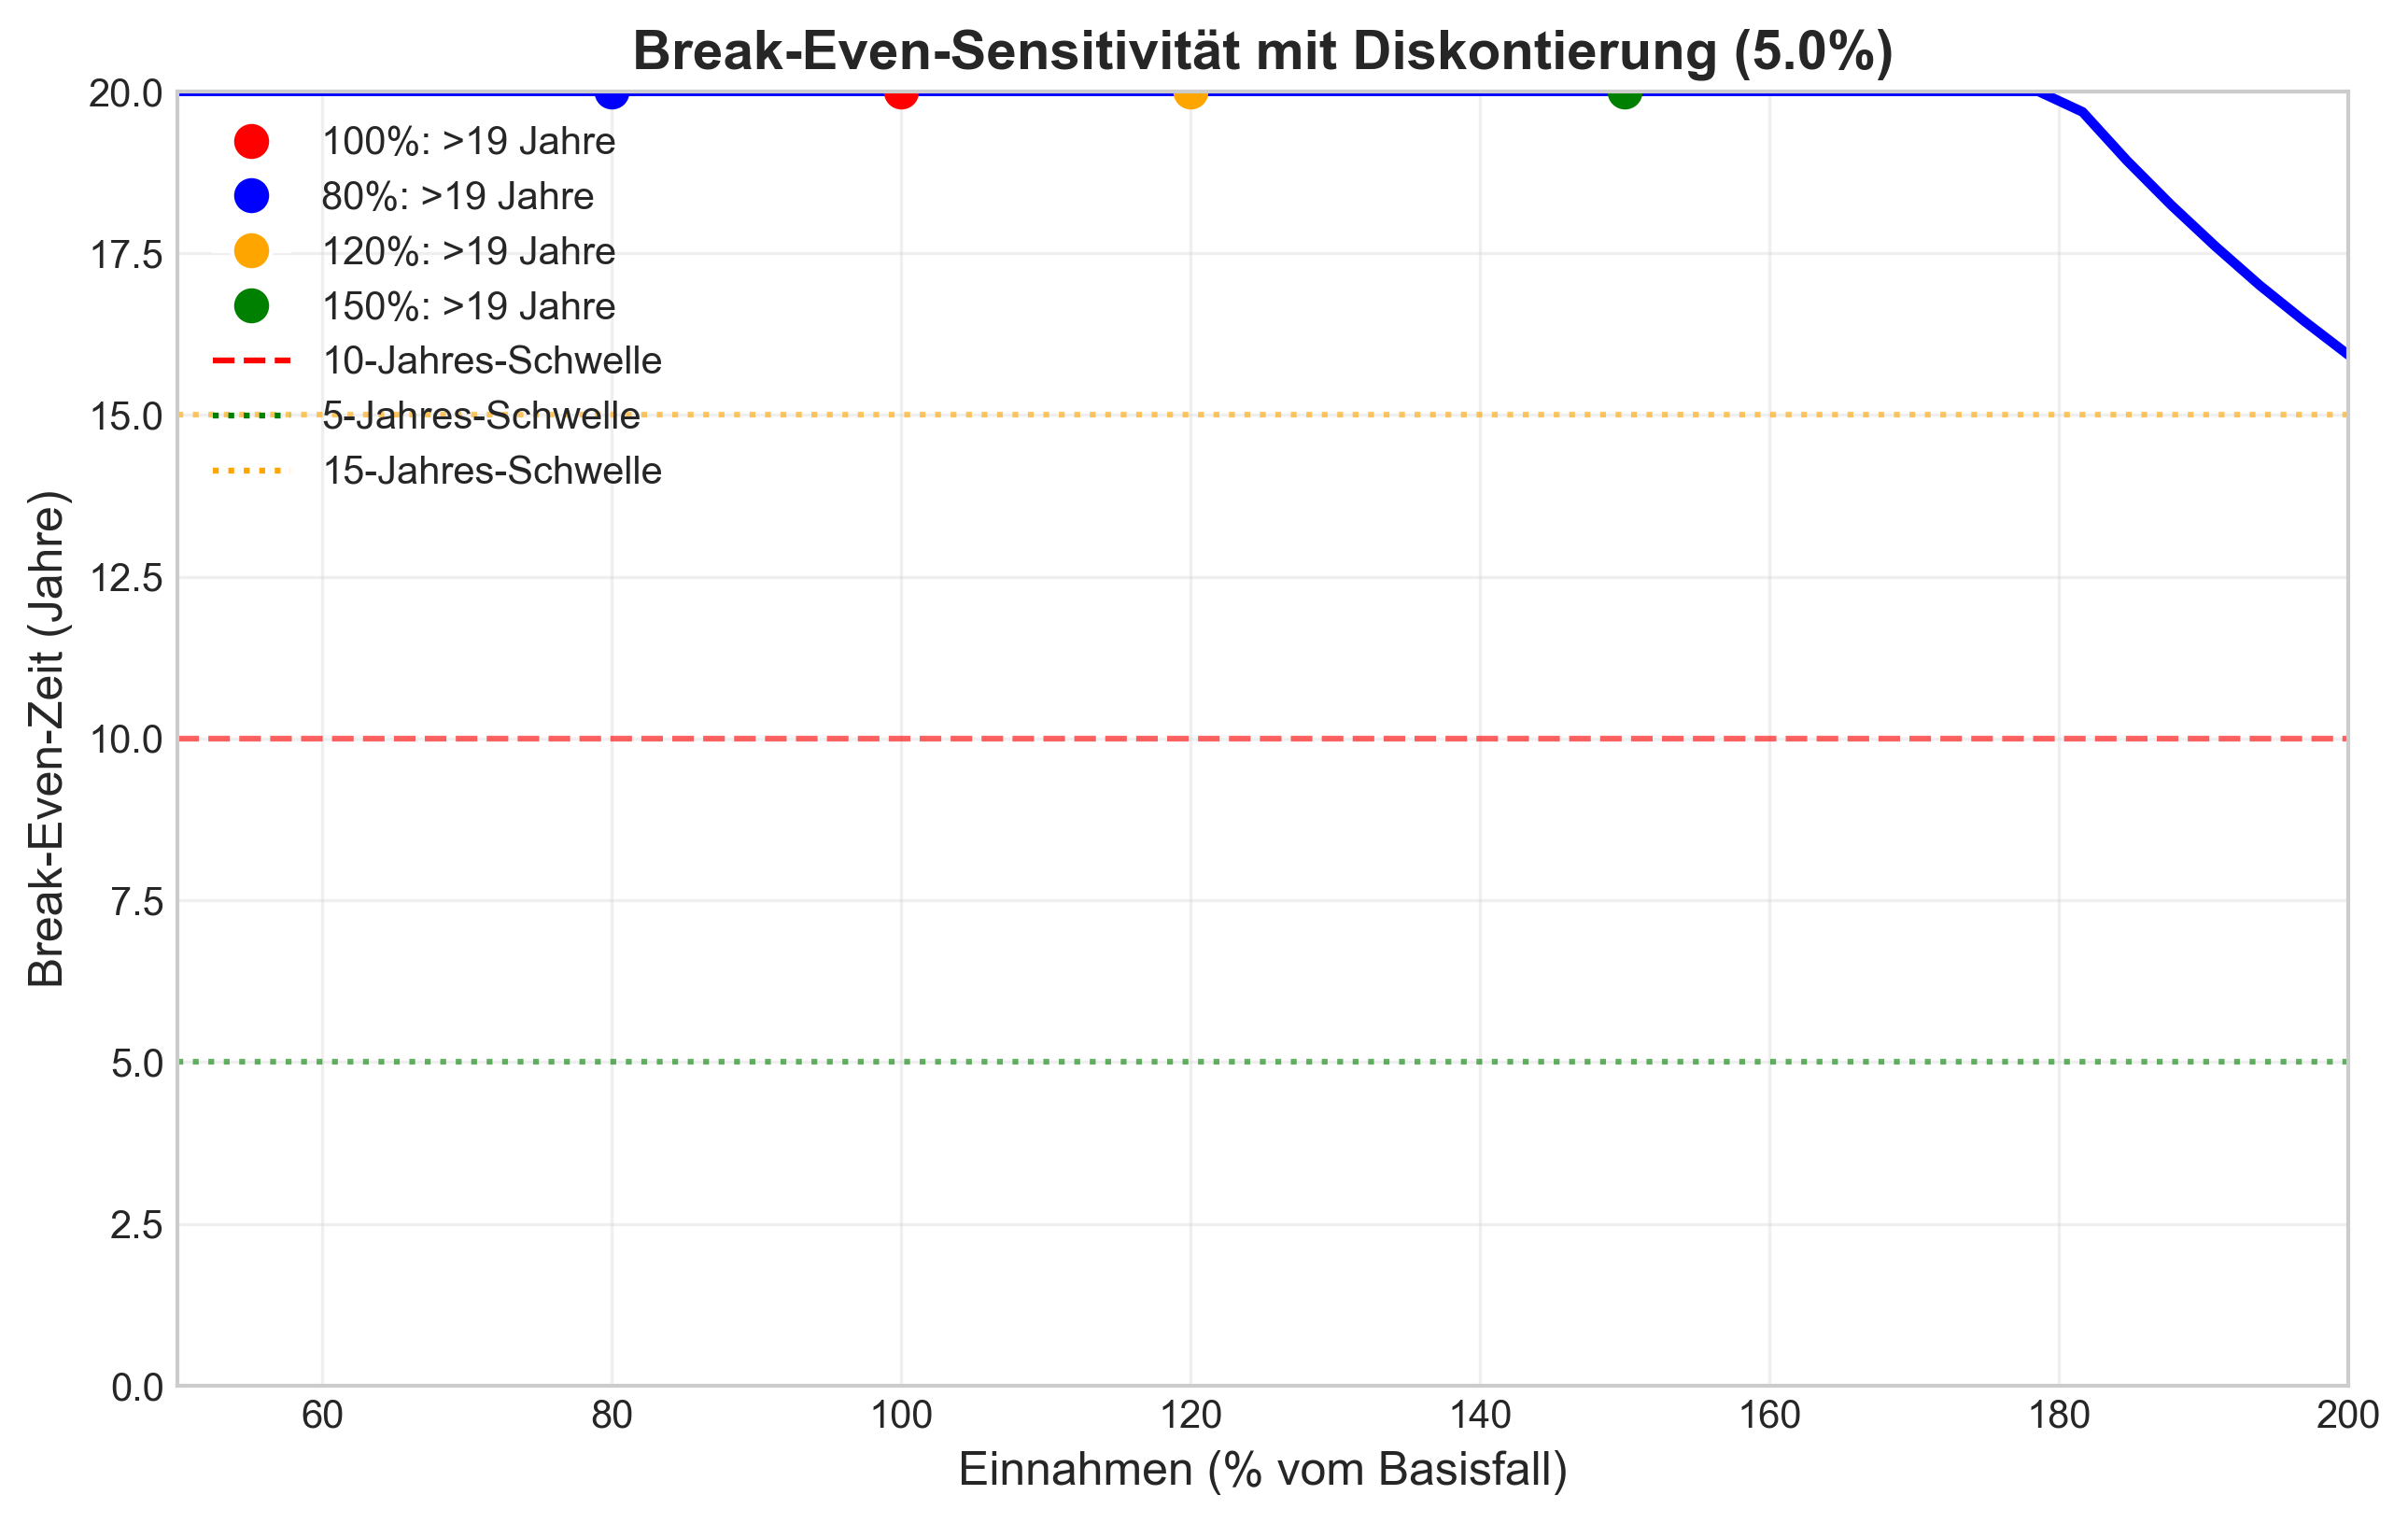 Break-Even-Sensitivität mit Diskontierung (5.0%)
100%: >19 Jahre
80%: >19 Jahre
120%: >19 Jahre
150%: >19 Jahre
10-Jahres-Schwelle
5-Jahres-Schwelle
15-Jahres-Schwelle
Break-Even-Zeit (Jahre)
20.0
17.5
15.0
12.5
10.0
7.5
5.0
2.5
0.0
60 80 100 120 140 160 180 200
Einnahmen (% vom Basisfall)